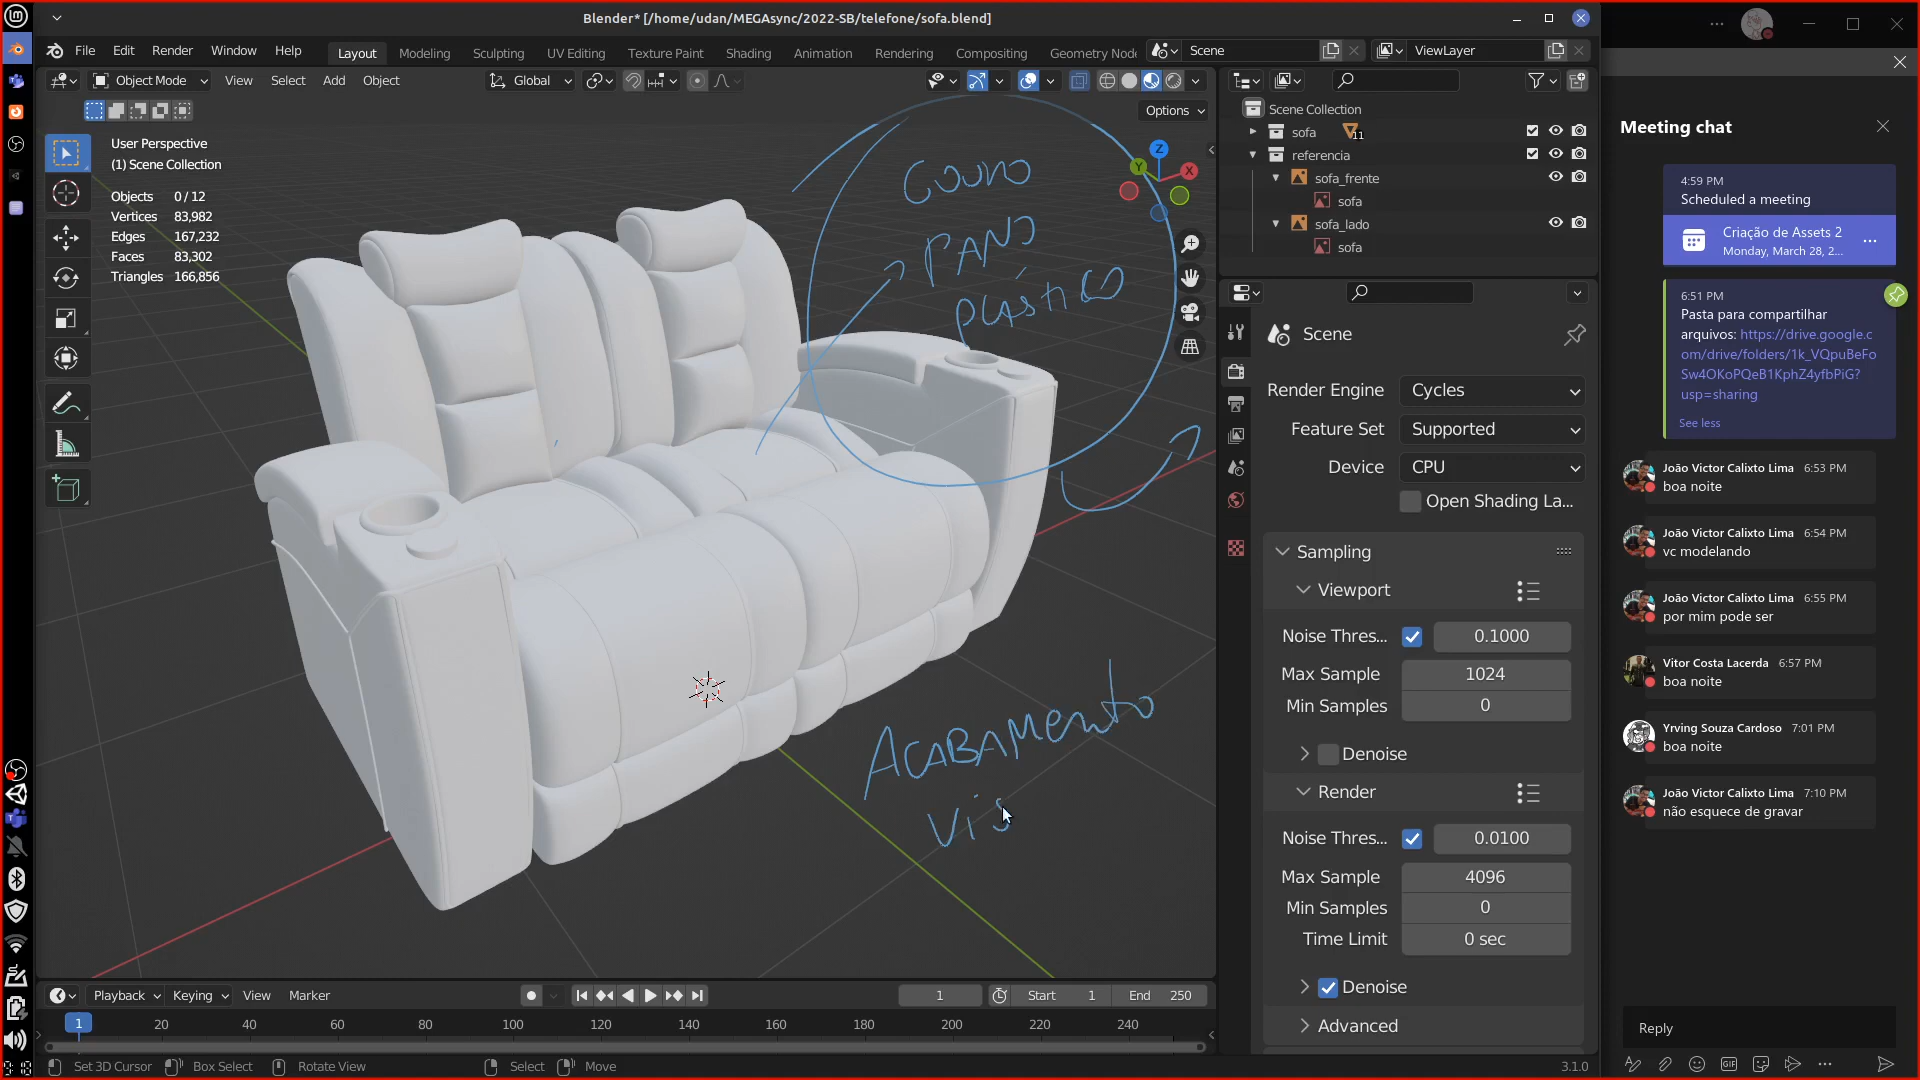 Blender* [/home/udan/MEGAsync/2022-SB/telefone/sofa.blend]
File Edit Render Window Help Layout Modeling Sculpting UV Editing Texture Paint Shading Animation Rendering Compositing Geometry Node Scene ViewLayer
Object Mode View Select Add Object Global
Options
User Perspective
(1) Scene Collection
Objects 0/12
Vertices 83,982
Edges 167,232
Faces 83,302
Triangles 166,856
Z
Y
X
COURO
PANO
PLÁSTICO
ACABAMENTO
VIS
Scene Collection
sofa 11
referencia
sofa_frente
sofa
sofa_lado
sofa
Scene
Render Engine Cycles
Feature Set Supported
Device CPU
Open Shading La...
Sampling
Viewport
Noise Thres... 0.1000
Max Sample 1024
Min Samples 0
Denoise
Render
Noise Thres... 0.0100
Max Sample 4096
Min Samples 0
Time Limit 0 sec
Denoise
Advanced
Playback Keying View Marker 1 Start 1 End 250
1 20 40 60 80 100 120 140 160 180 200 220 240
Set 3D Cursor Box Select Rotate View Select Move 3.1.0
Meeting chat
4:59 PM
Scheduled a meeting
Criação de Assets 2
Monday, March 28, 2...
6:51 PM
Pasta para compartilhar
arquivos: https://drive.google.c
om/drive/folders/1k_VQpuBeFo
Sw4OKoPQeB1KphZ4yfbPiG?
usp=sharing
See less
João Victor Calixto Lima 6:53 PM
boa noite
João Victor Calixto Lima 6:54 PM
vc modelando
João Victor Calixto Lima 6:55 PM
por mim pode ser
Vitor Costa Lacerda 6:57 PM
boa noite
Yrving Souza Cardoso 7:01 PM
boa noite
João Victor Calixto Lima 7:10 PM
não esquece de gravar
Reply
GIF